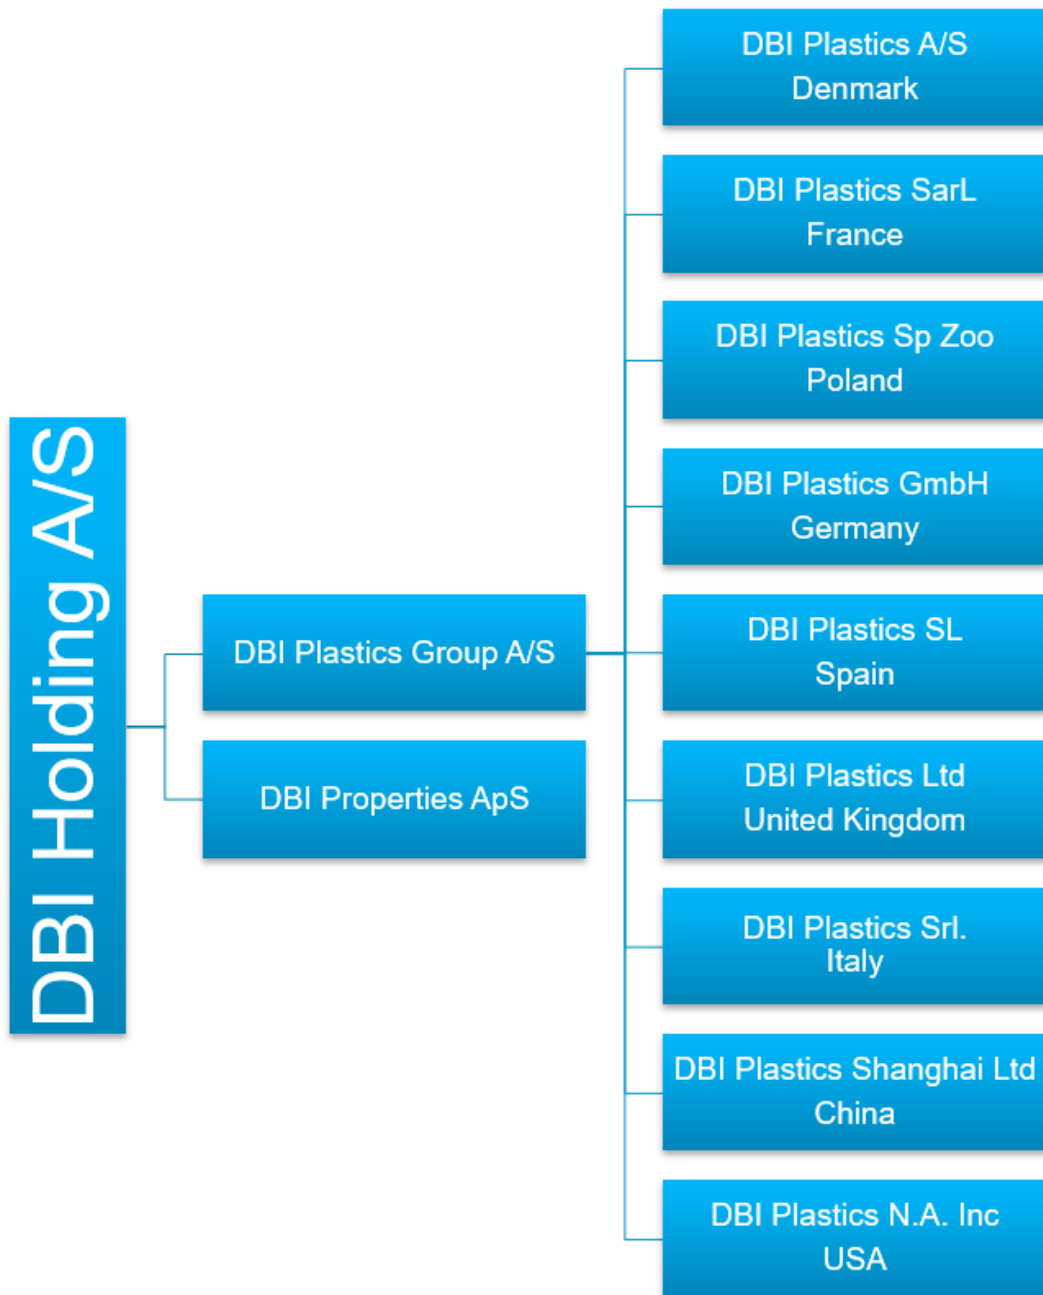 DBI Holding A/S
DBI Plastics Group A/S
DBI Properties ApS
DBI Plastics A/S
Denmark
DBI Plastics SarL
France
DBI Plastics Sp Zoo
Poland
DBI Plastics GmbH
Germany
DBI Plastics SL
Spain
DBI Plastics Ltd
United Kingdom
DBI Plastics Srl.
Italy
DBI Plastics Shanghai Ltd
China
DBI Plastics N.A. Inc
USA